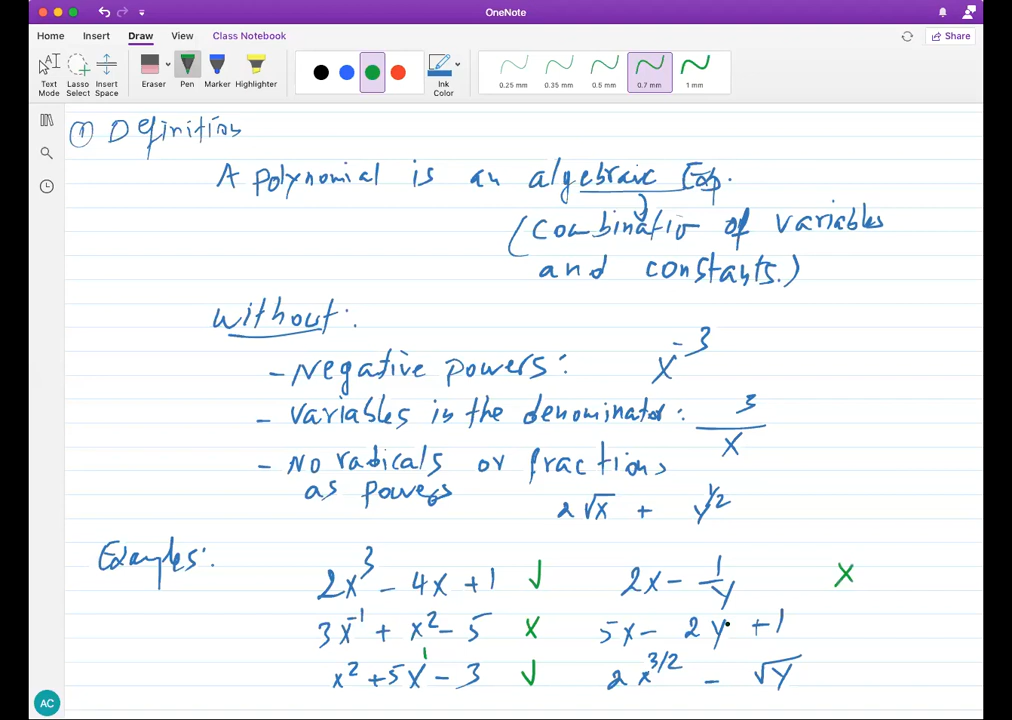 OneNote
Home Insert Draw View Class Notebook Share
Text Mode Lasso Select Insert Space Eraser Pen Marker Highlighter Ink Color 0.25 mm 0.35 mm 0.5 mm 0.7 mm 1 mm
① Definition
A polynomial is an algebraic Exp.
(combination of variables
and constants.)
Without:
- Negative powers: x⁻³
- Variables is the denominator: 3/x
- No radicals or fractions
as powers
2√x + y^1/2
Examples:
2x³ - 4x + 1 ✓ 2x - 1/y X
3x⁻¹ + x² - 5 X 5x - 2y + 1
x² + 5x¹ - 3 ✓ 2x^3/2 - √y
AC